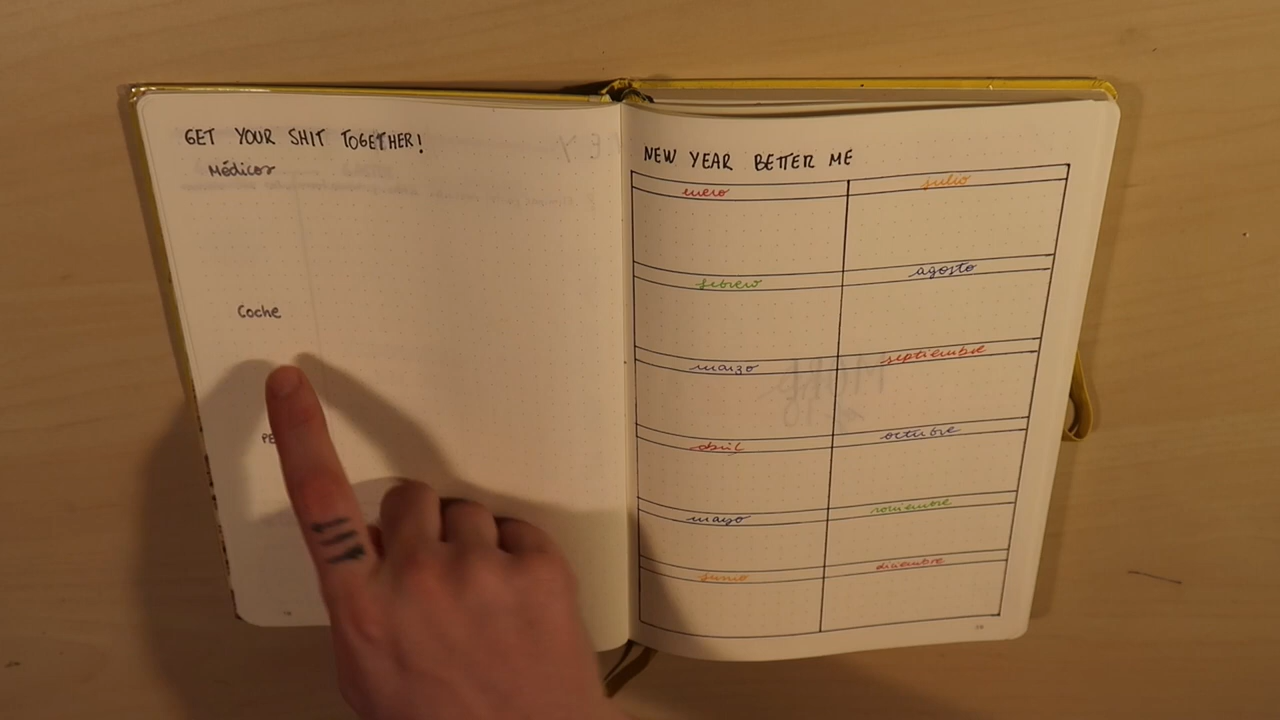 GET YOUR SHIT TOGETHER!
Médicos
Coche
NEW YEAR BETTER ME
enero
julio
febrero
agosto
marzo
septiembre
abril
octubre
mayo
noviembre
junio
diciembre